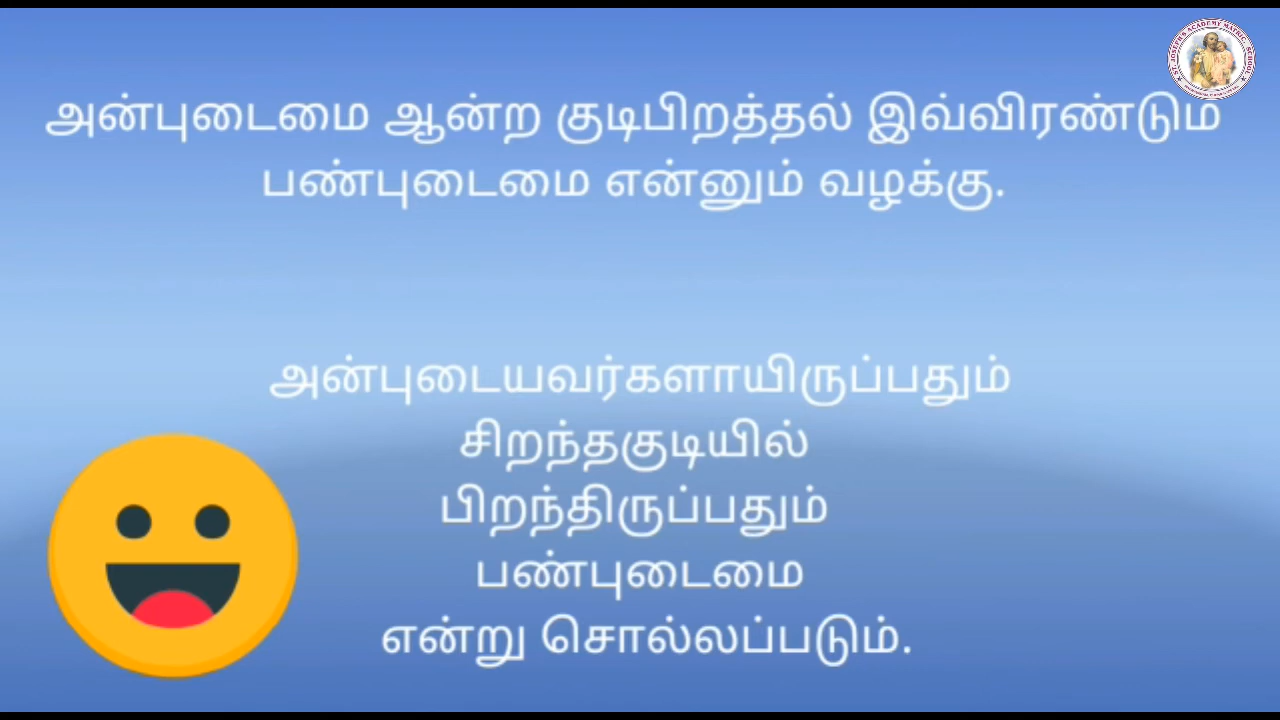 அன்புடைமை ஆன்ற குடிபிறத்தல் இவ்விரண்டும்
பண்புடைமை என்னும் வழக்கு.
அன்புடையவர்களாயிருப்பதும்
சிறந்தகுடியில்
பிறந்திருப்பதும்
பண்புடைமை
என்று சொல்லப்படும்.